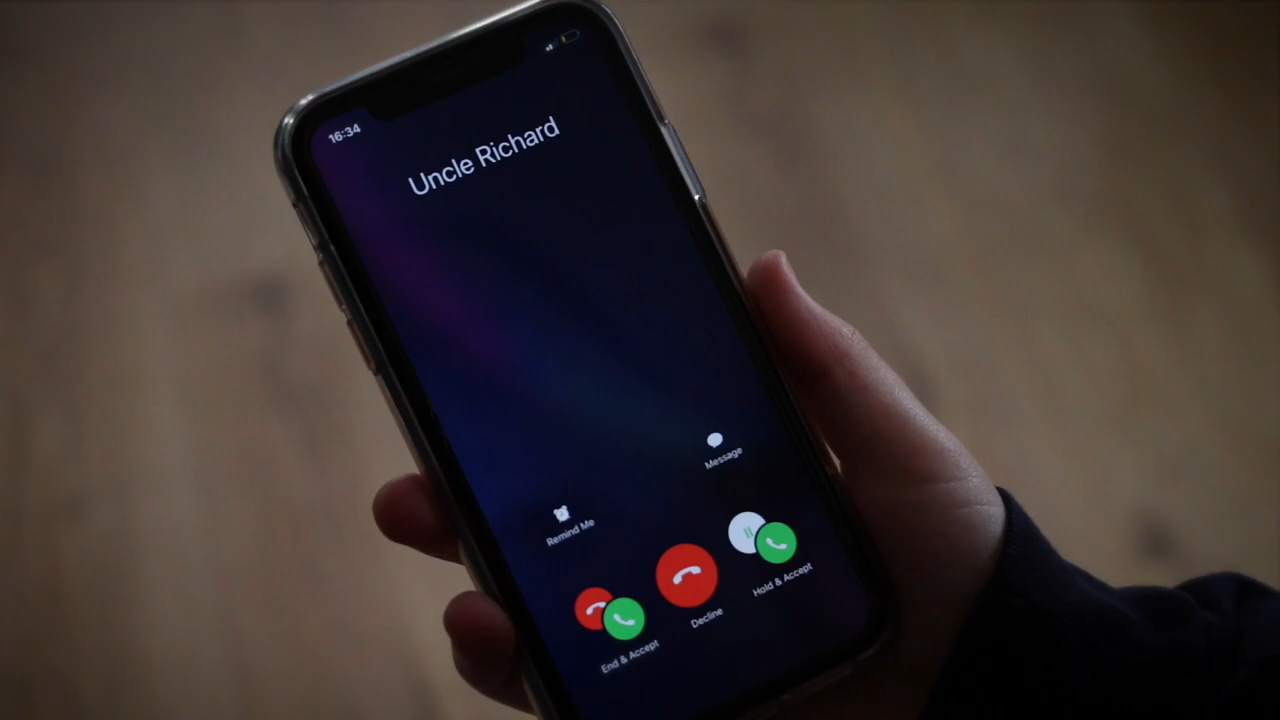 16:34
Uncle Richard
Message
Remind Me
Hold & Accept
Decline
End & Accept